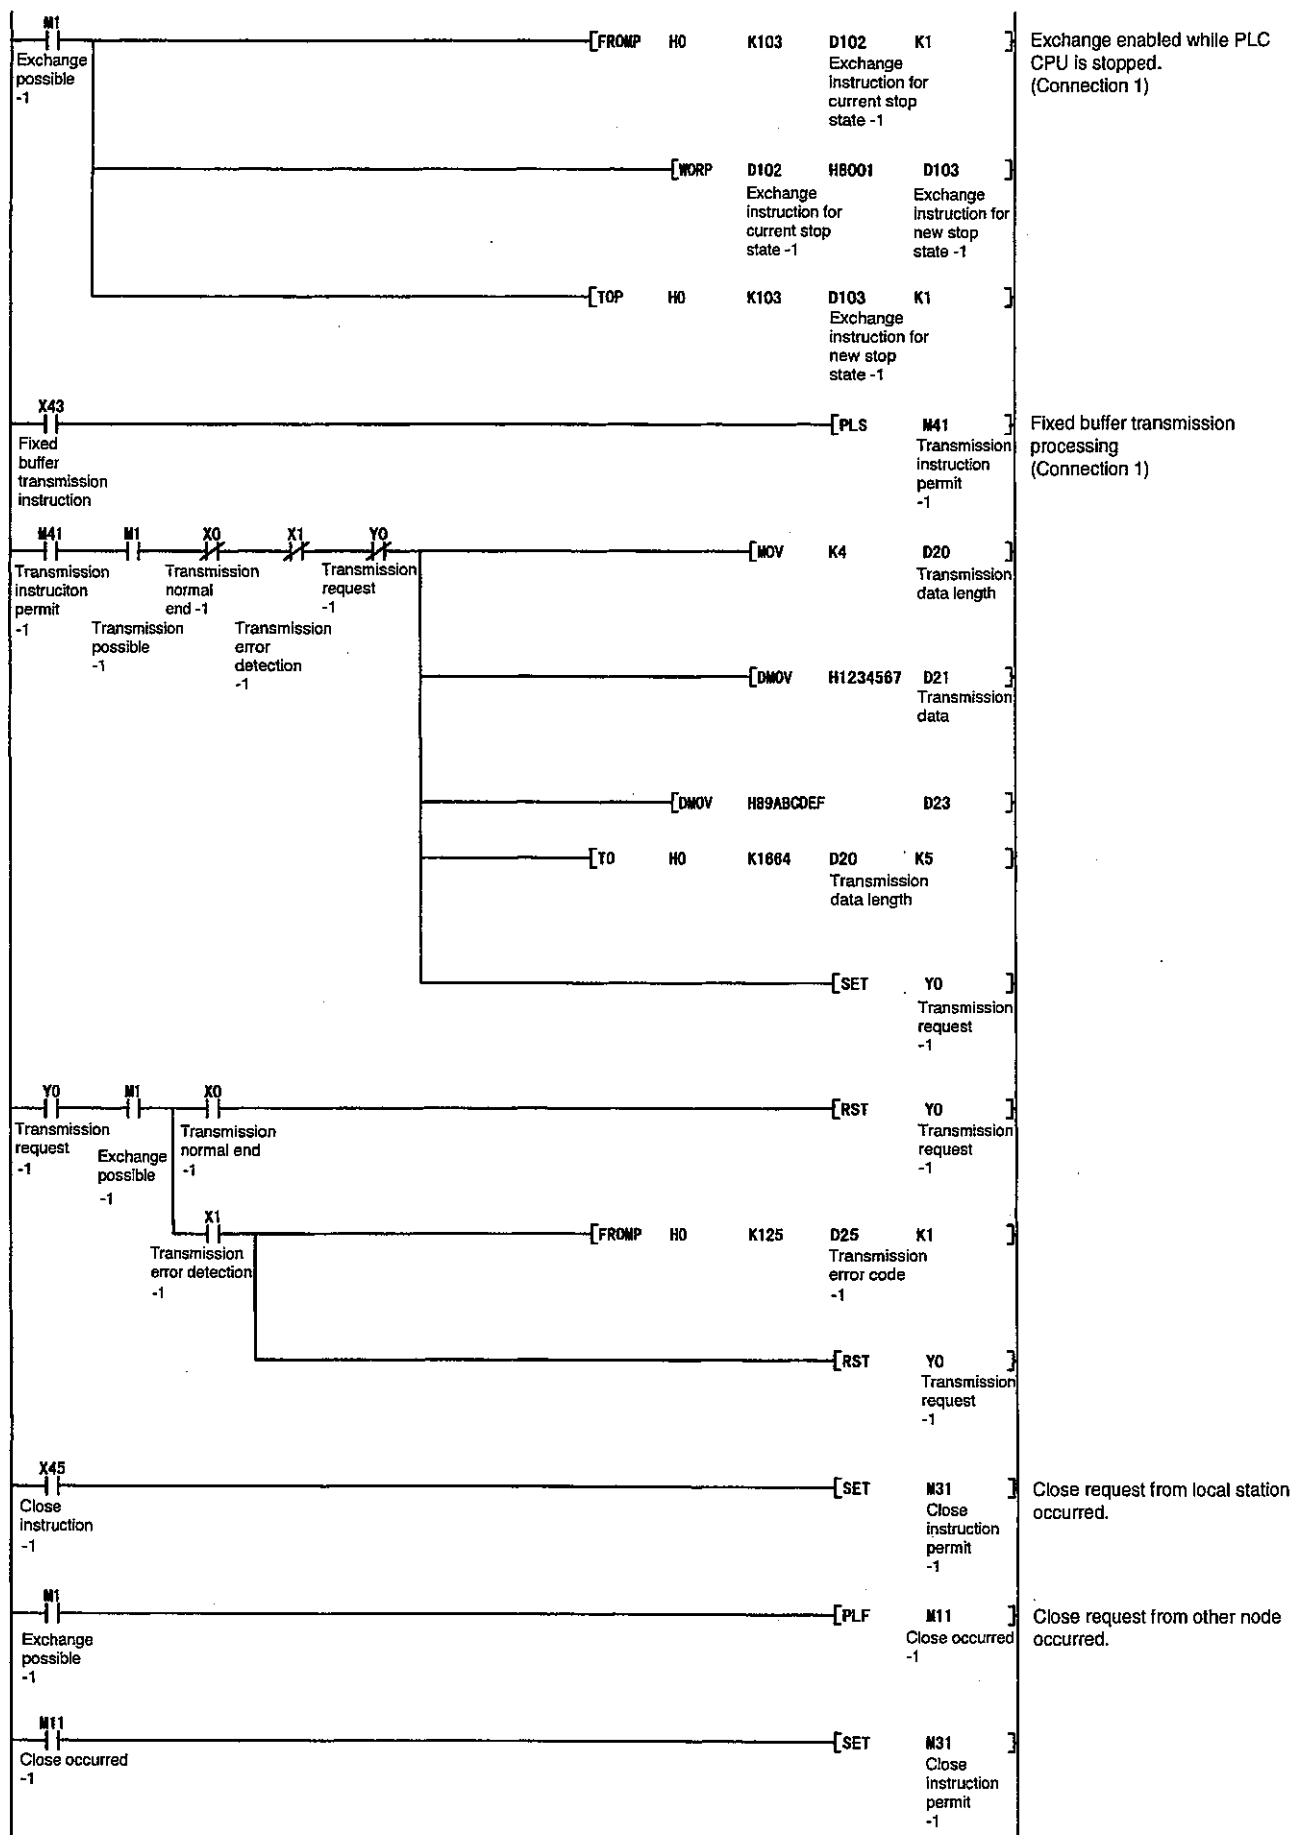 M1
[FROMP H0 K103 D102 K1 ]
Exchange enabled while PLC
CPU is stopped.
(Connection 1)
Exchange
possible
-1
Exchange
instruction for
current stop
state -1
[WORP D102 H8001 D103 ]
Exchange
instruction for
current stop
state -1
Exchange
instruction for
new stop
state -1
[TOP H0 K103 D103 K1 ]
Exchange
instruction for
new stop
state -1
X43
[PLS M41 ]
Fixed buffer transmission
processing
(Connection 1)
Fixed
buffer
transmission
instruction
Transmission
instruction
permit
-1
M41 M1 X0 X1 Y0
[MOV K4 D20 ]
Transmission
instruciton
permit
-1
Transmission
possible
-1
Transmission
normal
end -1
Transmission
error
detection
-1
Transmission
request
-1
Transmission
data length
[DMOV H1234567 D21 ]
Transmission
data
[DMOV H89ABCDEF D23 ]
[TO H0 K1664 D20 K5 ]
Transmission
data length
[SET Y0 ]
Transmission
request
-1
Y0 M1 X0
[RST Y0 ]
Transmission
request
-1
Exchange
possible
-1
Transmission
normal end
-1
Transmission
request
-1
X1
[FROMP H0 K125 D25 K1 ]
Transmission
error detection
-1
Transmission
error code
-1
[RST Y0 ]
Transmission
request
-1
X45
[SET M31 ]
Close request from local station
occurred.
Close
instruction
-1
Close
instruction
permit
-1
M1
[PLF M11 ]
Close request from other node
occurred.
Exchange
possible
-1
Close occurred
-1
M11
[SET M31 ]
Close occurred
-1
Close
instruction
permit
-1